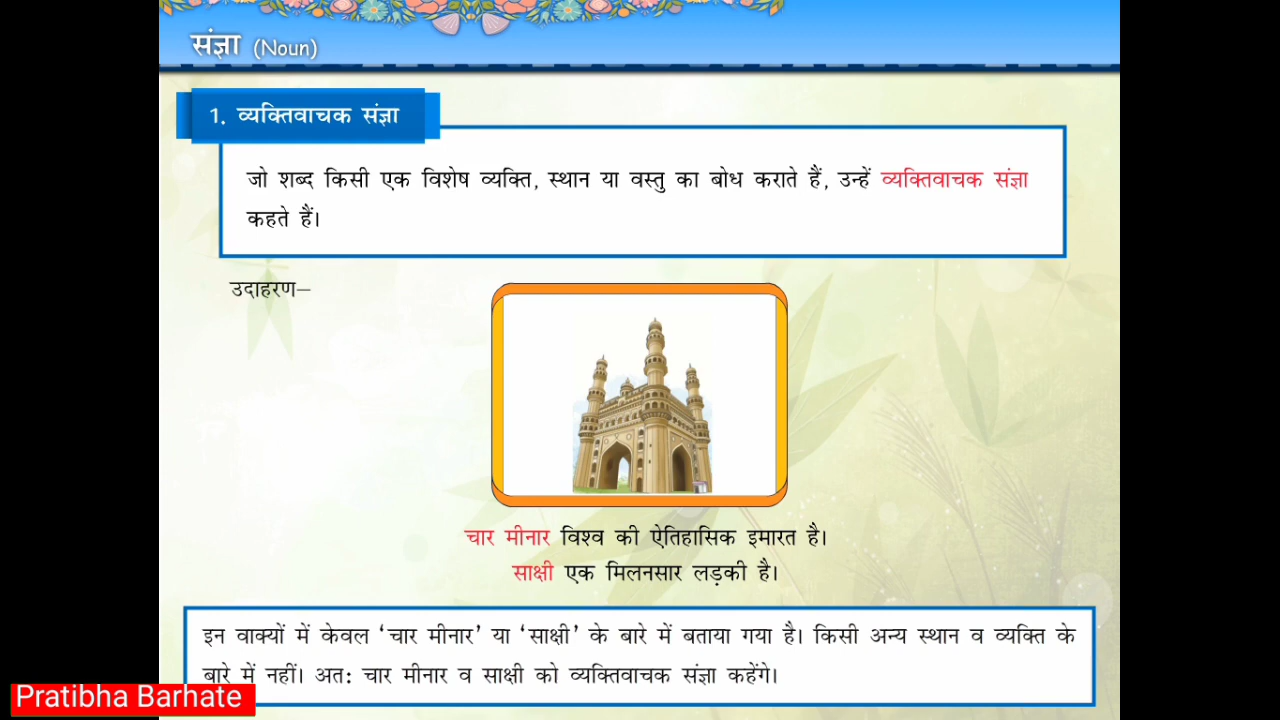 संज्ञा (Noun)
1. व्यक्तिवाचक संज्ञा
जो शब्द किसी एक विशेष व्यक्ति, स्थान या वस्तु का बोध कराते हैं, उन्हें व्यक्तिवाचक संज्ञा
कहते हैं।
उदाहरण–
चार मीनार विश्व की ऐतिहासिक इमारत है।
साक्षी एक मिलनसार लड़की है।
इन वाक्यों में केवल ‘चार मीनार’ या ‘साक्षी’ के बारे में बताया गया है। किसी अन्य स्थान व व्यक्ति के
बारे में नहीं। अतः चार मीनार व साक्षी को व्यक्तिवाचक संज्ञा कहेंगे।
Pratibha Barhate